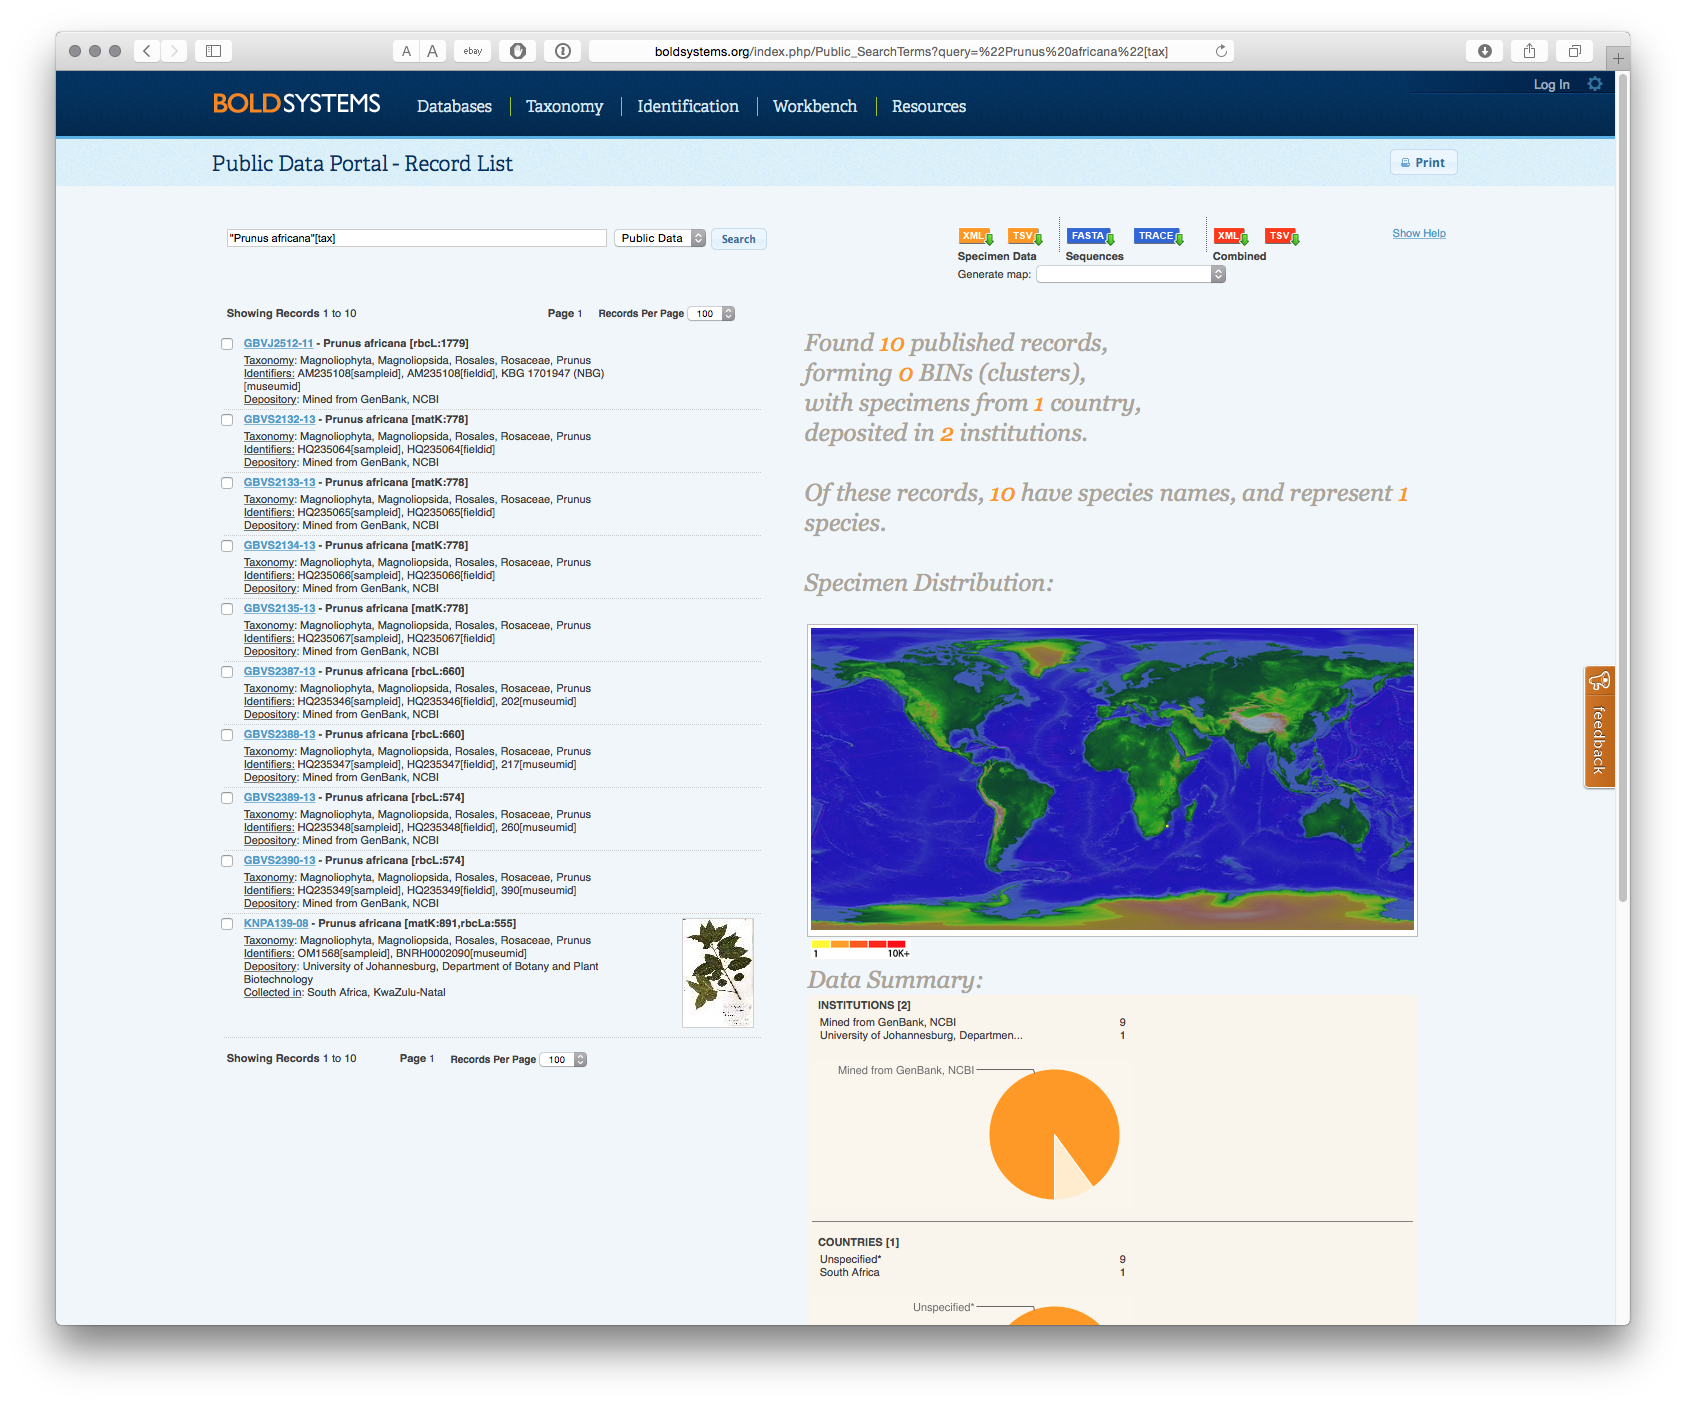 A A ebay boldsystems.org/index.php/Public_SearchTerms?query=%22Prunus%20africana%22[tax]
Log In
BOLDSYSTEMS Databases Taxonomy Identification Workbench Resources
Public Data Portal - Record List
Print
"Prunus africana"[tax] Public Data Search
XML TSV FASTA TRACE XML TSV
Show Help
Specimen Data Sequences Combined
Generate map:
Showing Records 1 to 10 Page 1 Records Per Page 100
GBVJ2512-11 - Prunus africana [rbcL:1779]
Taxonomy: Magnoliophyta, Magnoliopsida, Rosales, Rosaceae, Prunus
Identifiers: AM235108[sampleid], AM235108[fieldid], KBG 1701947 (NBG)
[museumid]
Depository: Mined from GenBank, NCBI
GBVS2132-13 - Prunus africana [matK:778]
Taxonomy: Magnoliophyta, Magnoliopsida, Rosales, Rosaceae, Prunus
Identifiers: HQ235064[sampleid], HQ235064[fieldid]
Depository: Mined from GenBank, NCBI
GBVS2133-13 - Prunus africana [matK:778]
Taxonomy: Magnoliophyta, Magnoliopsida, Rosales, Rosaceae, Prunus
Identifiers: HQ235065[sampleid], HQ235065[fieldid]
Depository: Mined from GenBank, NCBI
GBVS2134-13 - Prunus africana [matK:778]
Taxonomy: Magnoliophyta, Magnoliopsida, Rosales, Rosaceae, Prunus
Identifiers: HQ235066[sampleid], HQ235066[fieldid]
Depository: Mined from GenBank, NCBI
GBVS2135-13 - Prunus africana [matK:778]
Taxonomy: Magnoliophyta, Magnoliopsida, Rosales, Rosaceae, Prunus
Identifiers: HQ235067[sampleid], HQ235067[fieldid]
Depository: Mined from GenBank, NCBI
GBVS2387-13 - Prunus africana [rbcL:660]
Taxonomy: Magnoliophyta, Magnoliopsida, Rosales, Rosaceae, Prunus
Identifiers: HQ235346[sampleid], HQ235346[fieldid], 202[museumid]
Depository: Mined from GenBank, NCBI
GBVS2388-13 - Prunus africana [rbcL:660]
Taxonomy: Magnoliophyta, Magnoliopsida, Rosales, Rosaceae, Prunus
Identifiers: HQ235347[sampleid], HQ235347[fieldid], 217[museumid]
Depository: Mined from GenBank, NCBI
GBVS2389-13 - Prunus africana [rbcL:574]
Taxonomy: Magnoliophyta, Magnoliopsida, Rosales, Rosaceae, Prunus
Identifiers: HQ235348[sampleid], HQ235348[fieldid], 260[museumid]
Depository: Mined from GenBank, NCBI
GBVS2390-13 - Prunus africana [rbcL:574]
Taxonomy: Magnoliophyta, Magnoliopsida, Rosales, Rosaceae, Prunus
Identifiers: HQ235349[sampleid], HQ235349[fieldid], 390[museumid]
Depository: Mined from GenBank, NCBI
KNPA139-08 - Prunus africana [matK:891,rbcLa:555]
Taxonomy: Magnoliophyta, Magnoliopsida, Rosales, Rosaceae, Prunus
Identifiers: OM1568[sampleid], BNRH0002090[museumid]
Depository: University of Johannesburg, Department of Botany and Plant
Biotechnology
Collected in: South Africa, KwaZulu-Natal
Showing Records 1 to 10 Page 1 Records Per Page 100
Found 10 published records,
forming 0 BINs (clusters),
with specimens from 1 country,
deposited in 2 institutions.
Of these records, 10 have species names, and represent 1
species.
Specimen Distribution:
1 10K+
Data Summary:
INSTITUTIONS [2]
Mined from GenBank, NCBI 9
University of Johannesburg, Departmen... 1
Mined from GenBank, NCBI
COUNTRIES [1]
Unspecified* 9
South Africa 1
Unspecified*
feedback